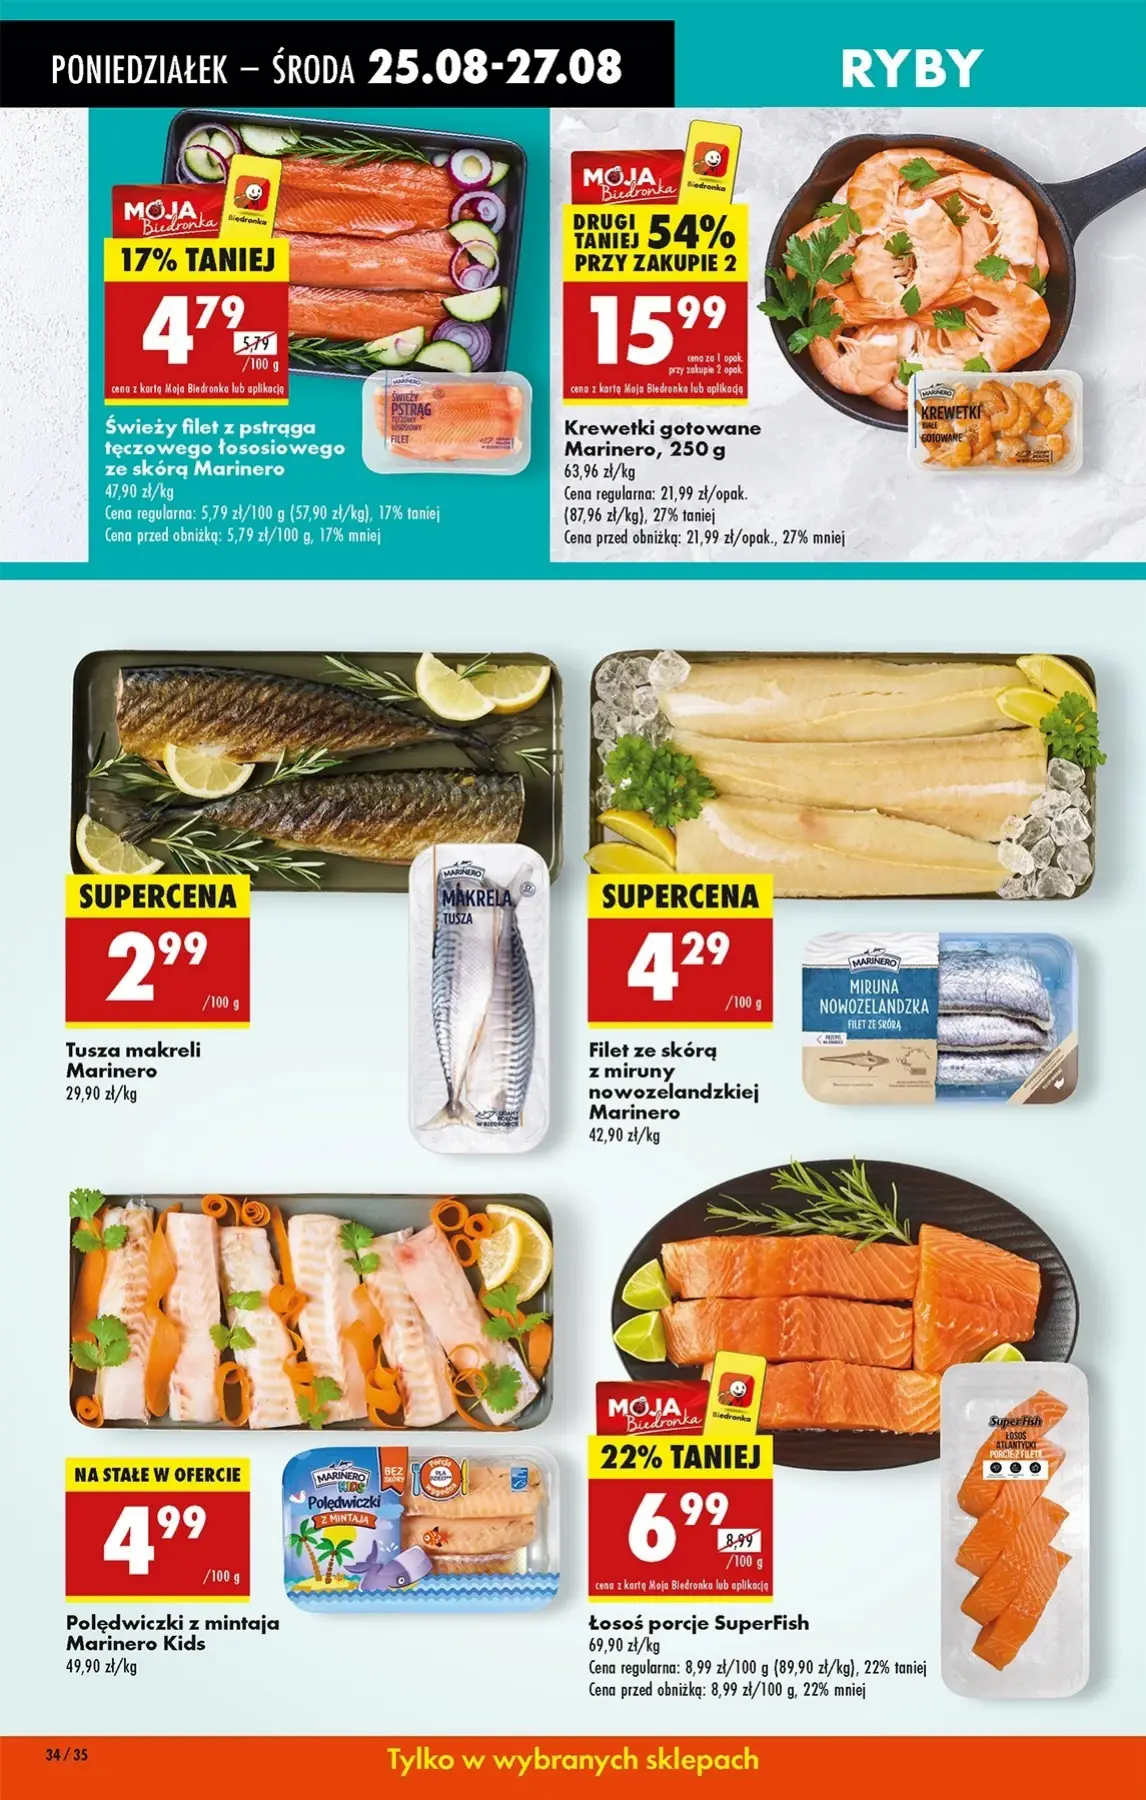 PONIEDZIAŁEK – ŚRODA 25.08-27.08
RYBY
MOJA
Biedronka
Biedronka
17% TANIEJ
4 79
5,79
/100 g
cena z kartą Moja Biedronka lub aplikacją
MARINERO
ŚWIEŻY
PSTRĄG
TĘCZOWY
ŁOSOSIOWY
FILET
Świeży filet z pstrąga
tęczowego łososiowego
ze skórą Marinero
47,90 zł/kg
Cena regularna: 5,79 zł/100 g (57,90 zł/kg), 17% taniej
Cena przed obniżką: 5,79 zł/100 g, 17% mniej
MOJA
Biedronka
Biedronka
DRUGI
TANIEJ 54%
PRZY ZAKUPIE 2
15 99
cena za 1 opak.
przy zakupie 2 opak.
cena z kartą Moja Biedronka lub aplikacją
MARINERO
KREWETKI
BIAŁE
GOTOWANE
Krewetki gotowane
Marinero, 250 g
63,96 zł/kg
Cena regularna: 21,99 zł/opak.
(87,96 zł/kg), 27% taniej
Cena przed obniżką: 21,99 zł/opak., 27% mniej
SUPERCENA
2 99
/100 g
MARINERO
MAKRELA
TUSZA
UDANY
POŁÓW
W BIEDRONCE
Tusza makreli
Marinero
29,90 zł/kg
SUPERCENA
4 29
/100 g
MARINERO
MIRUNA
NOWOZELANDZKA
FILET ZE SKÓRĄ
Filet ze skórą
z miruny
nowozelandzkiej
Marinero
42,90 zł/kg
NA STAŁE W OFERCIE
4 99
/100 g
MARINERO
KIDS
BEZ
SKÓRY
Porcje
DLA
DZIECI
wygodne
Polędwiczki
Z MINTAJA
Polędwiczki z mintaja
Marinero Kids
49,90 zł/kg
MOJA
Biedronka
Biedronka
22% TANIEJ
6 99
8,99
/100 g
cena z kartą Moja Biedronka lub aplikacją
SuperFish
ŁOSOŚ
ATLANTYCKI
PORCJE Z FILETA
Łosoś porcje SuperFish
69,90 zł/kg
Cena regularna: 8,99 zł/100 g (89,90 zł/kg), 22% taniej
Cena przed obniżką: 8,99 zł/100 g, 22% mniej
34 / 35
Tylko w wybranych sklepach